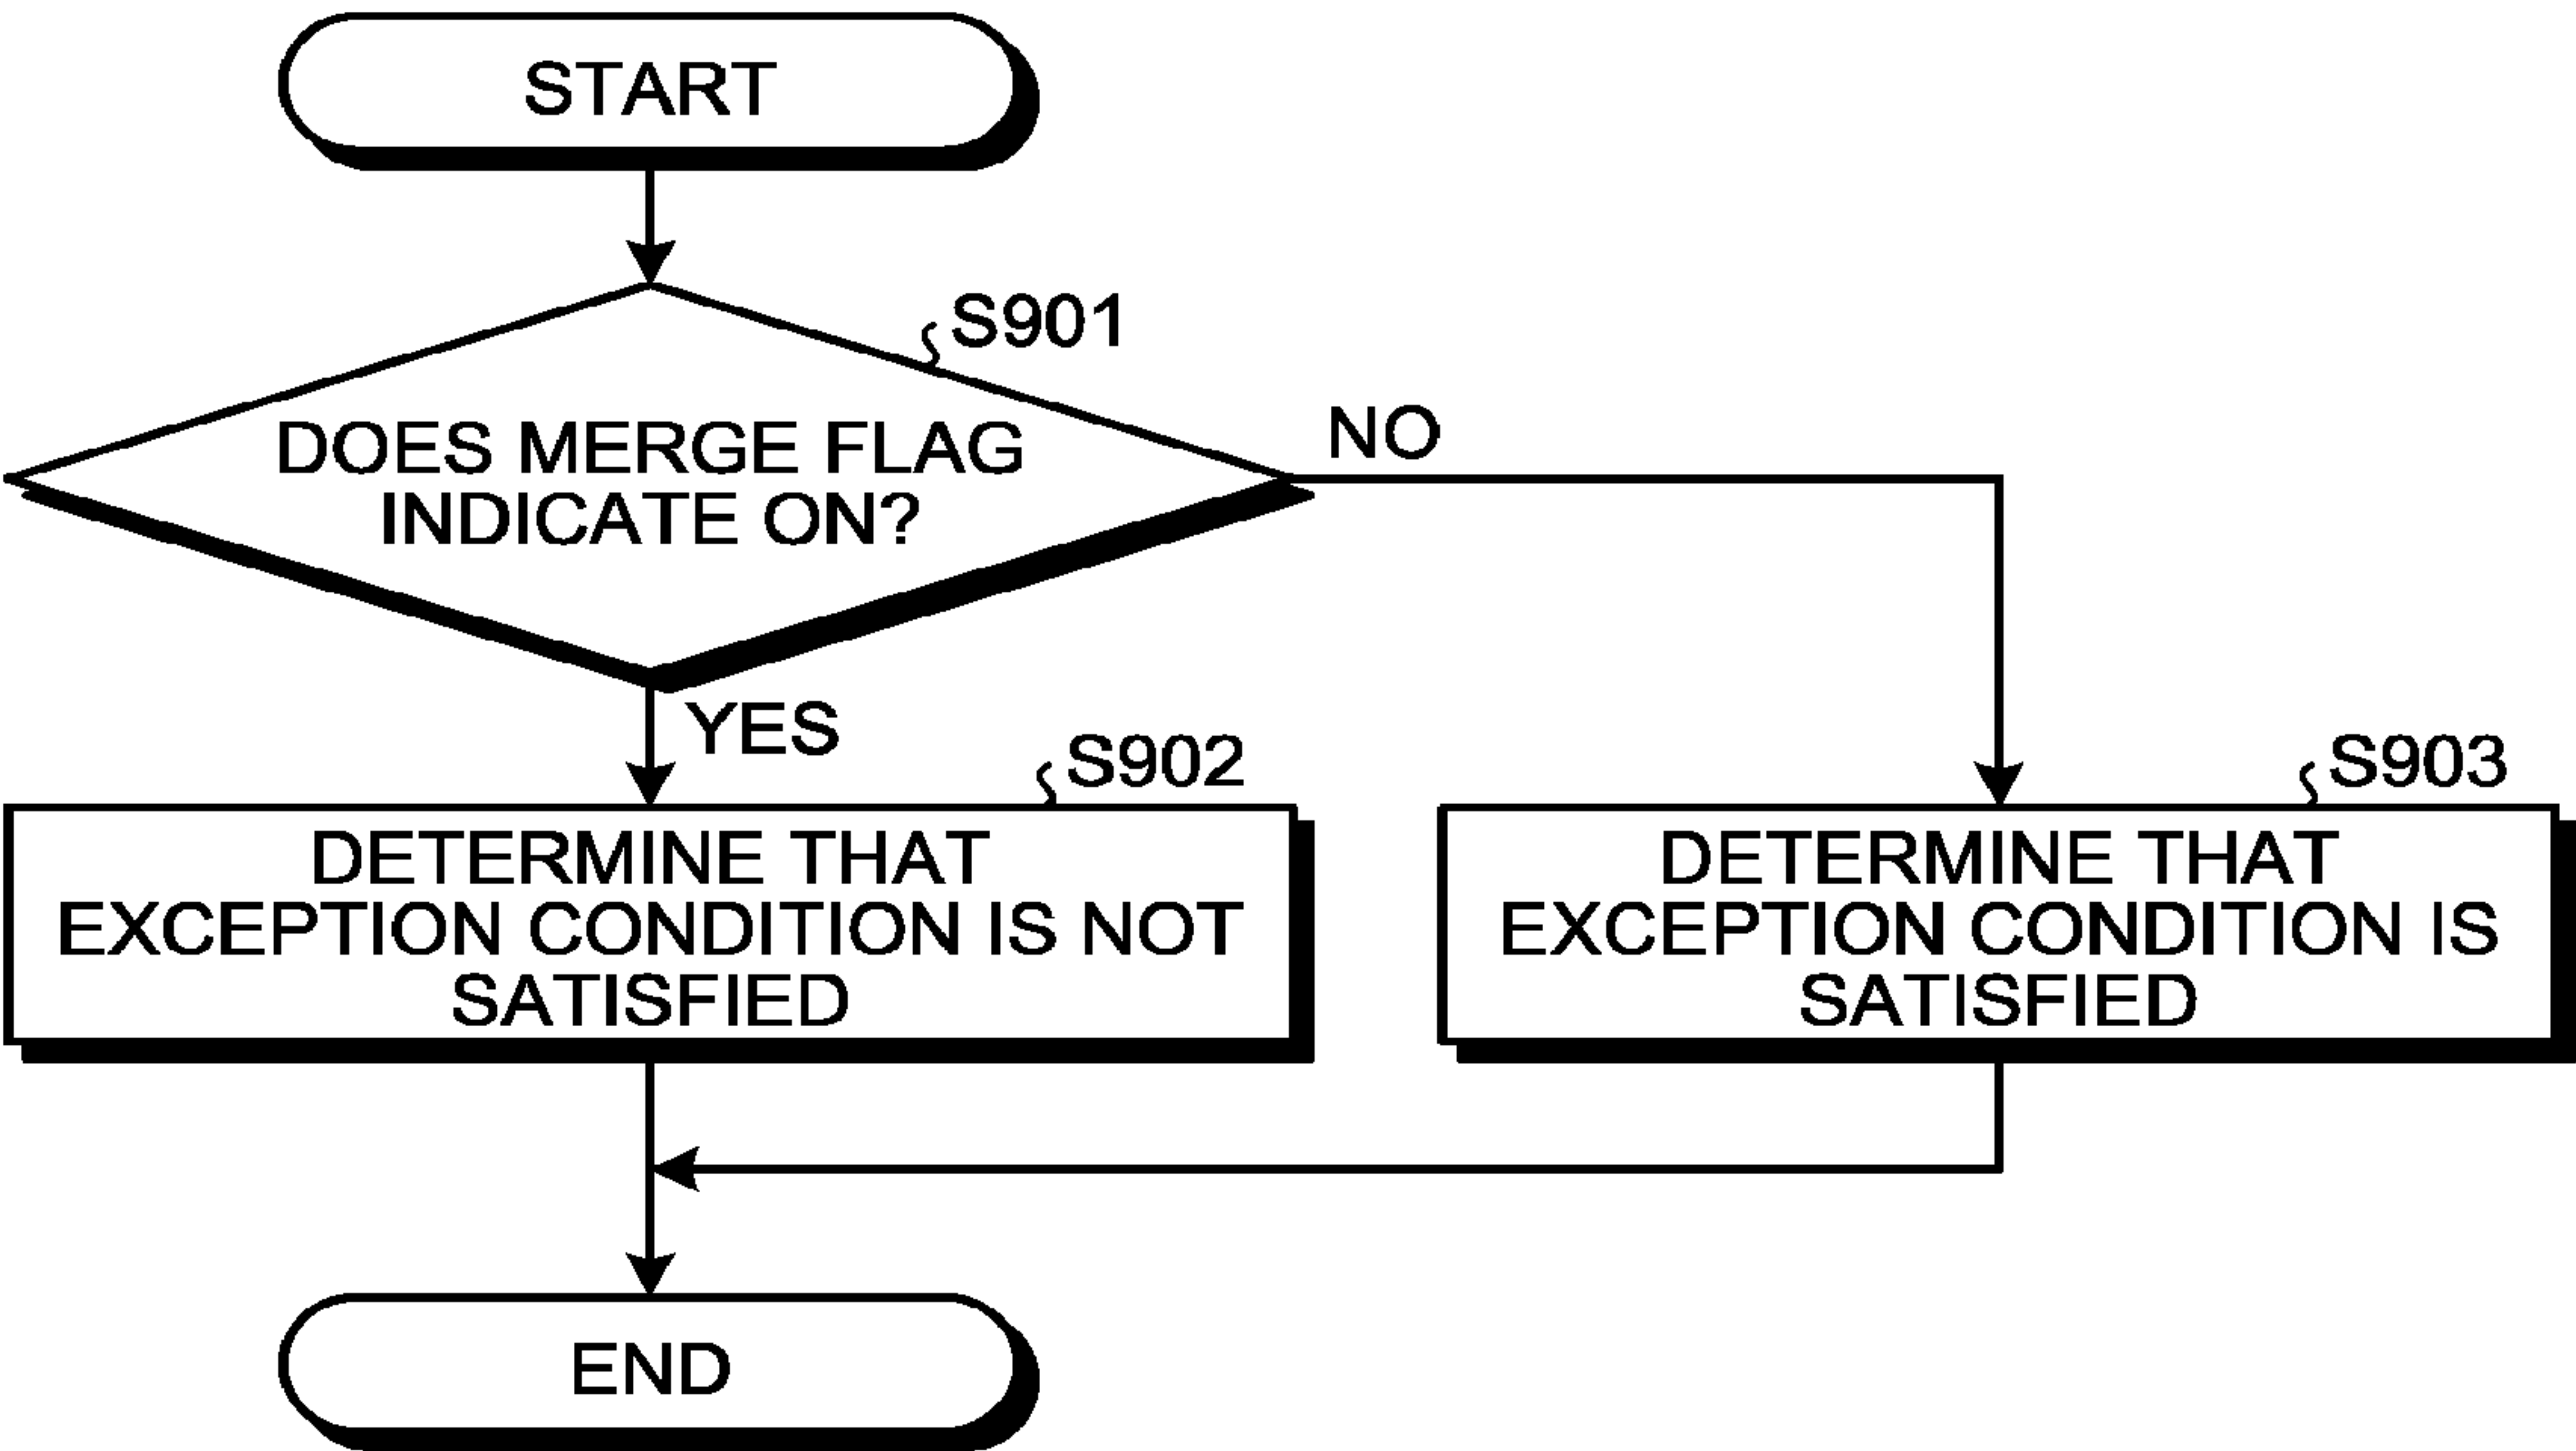 START
S901
DOES MERGE FLAG
INDICATE ON?
NO
YES
S902
DETERMINE THAT
EXCEPTION CONDITION IS NOT
SATISFIED
S903
DETERMINE THAT
EXCEPTION CONDITION IS
SATISFIED
END